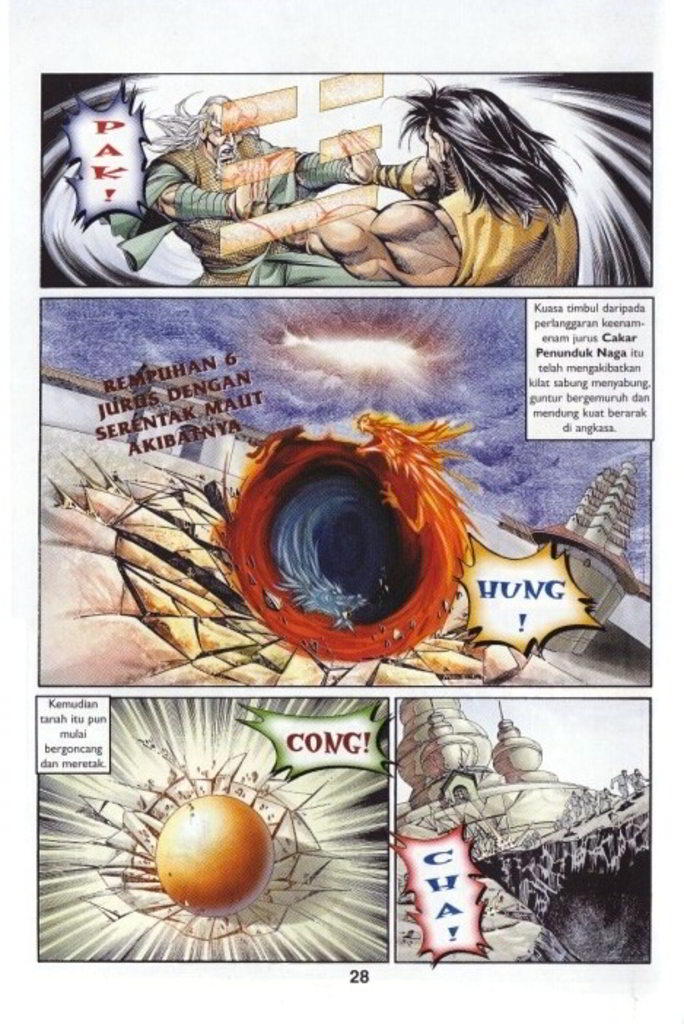 PAK!
REMPUHAN 6
JURUS DENGAN
SERENTAK MAUT
AKIBATNYA
Kuasa timbul daripada
perlanggaran keenam-
enam jurus Cakar
Penunduk Naga itu
telah mengakibatkan
kilat sabung menyabung,
guntur bergemuruh dan
mendung kuat berarak
di angkasa.
HUNG
!
Kemudian
tanah itu pun
mulai
bergoncang
dan meretak.
CONG!
CHA!
28